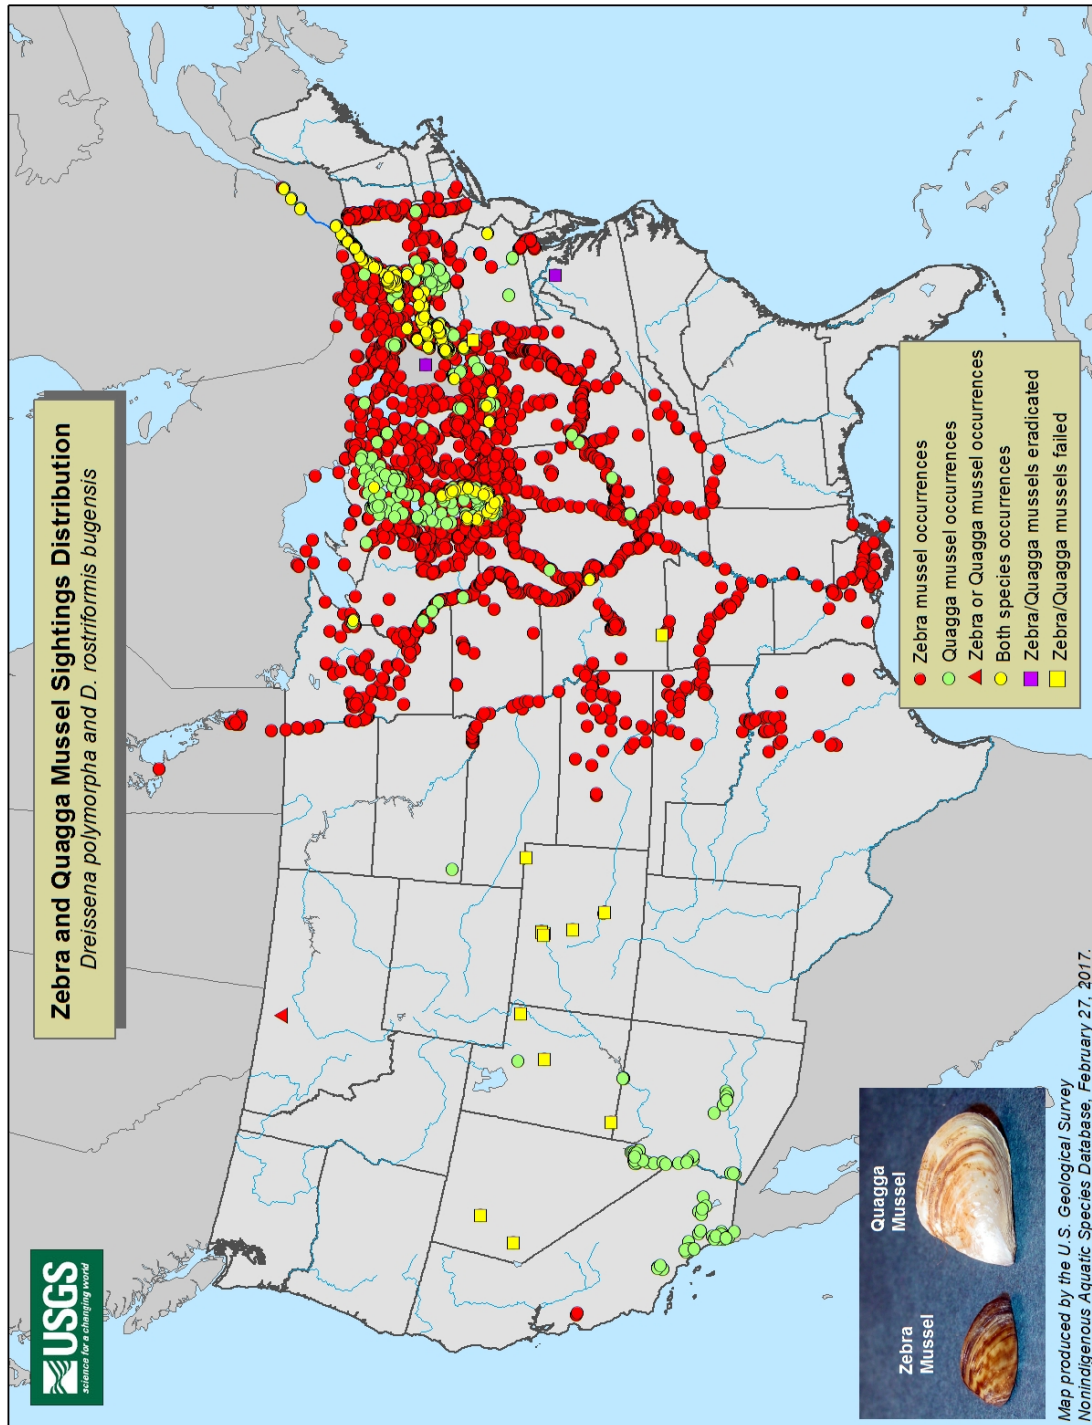 Zebra and Quagga Mussel Sightings Distribution
Dreissena polymorpha and D. rostriformis bugensis
USGS
science for a changing world
Zebra mussel occurrences
Quagga mussel occurrences
Zebra or Quagga mussel occurrences
Both species occurrences
Zebra/Quagga mussels eradicated
Zebra/Quagga mussels failed
Zebra
Mussel
Quagga
Mussel
Map produced by the U.S. Geological Survey
Nonindigenous Aquatic Species Database, February 27, 2017.